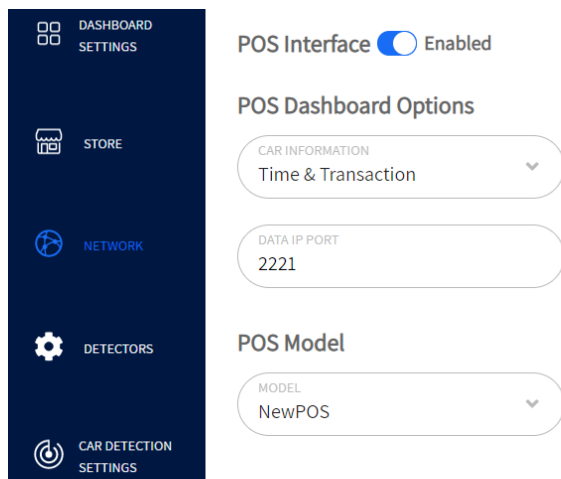 DASHBOARD
SETTINGS
STORE
NETWORK
DETECTORS
CAR DETECTION
SETTINGS
POS Interface Enabled
POS Dashboard Options
CAR INFORMATION
Time & Transaction
DATA IP PORT
2221
POS Model
MODEL
NewPOS